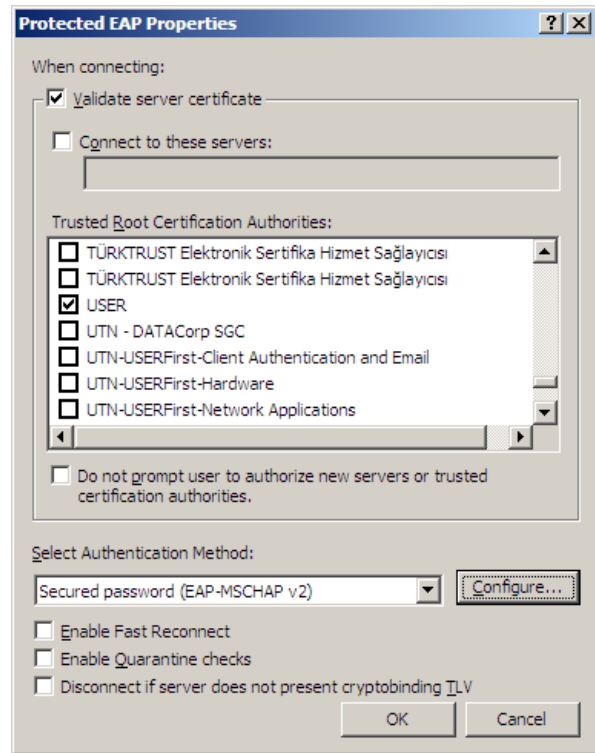 Protected EAP Properties
When connecting:
Validate server certificate
Connect to these servers:
Trusted Root Certification Authorities:
TÜRKTRUST Elektronik Sertifika Hizmet Sağlayıcısı
TÜRKTRUST Elektronik Sertifika Hizmet Sağlayıcısı
USER
UTN - DATACorp SGC
UTN-USERFirst-Client Authentication and Email
UTN-USERFirst-Hardware
UTN-USERFirst-Network Applications
Do not prompt user to authorize new servers or trusted
certification authorities.
Select Authentication Method:
Secured password (EAP-MSCHAP v2) Configure...
Enable Fast Reconnect
Enable Quarantine checks
Disconnect if server does not present cryptobinding TLV
OK Cancel